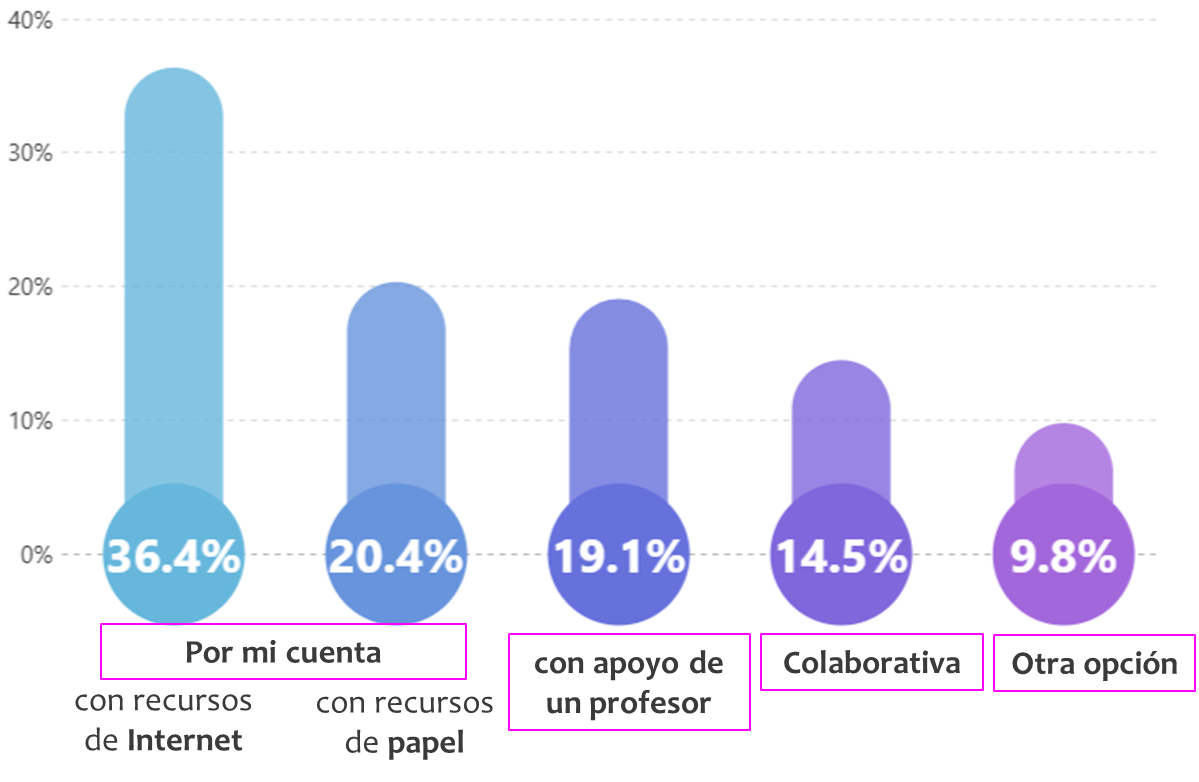 40%
30%
20%
10%
0%
36.4%
20.4%
19.1%
14.5%
9.8%
Por mi cuenta
con recursos
de Internet
con recursos
de papel
con apoyo de
un profesor
Colaborativa
Otra opción